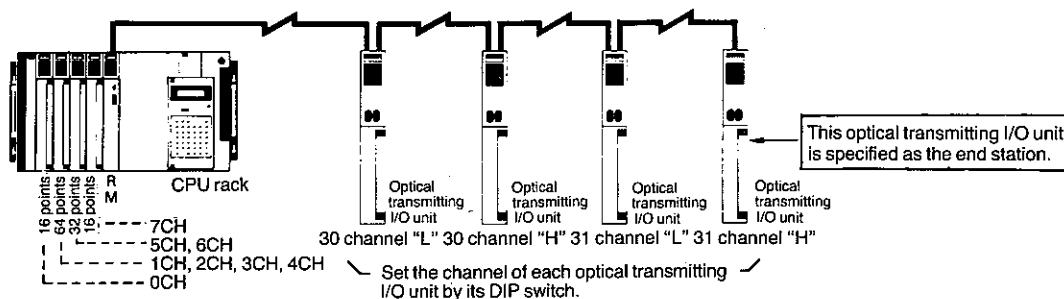 This optical transmitting I/O unit
is specified as the end station.
16 points
64 points
32 points
16 points
R
M
CPU rack
7CH
5CH, 6CH
1CH, 2CH, 3CH, 4CH
0CH
Optical
transmitting
I/O unit
Optical
transmitting
I/O unit
Optical
transmitting
I/O unit
Optical
transmitting
I/O unit
30 channel "L" 30 channel "H" 31 channel "L" 31 channel "H"
Set the channel of each optical transmitting
I/O unit by its DIP switch.